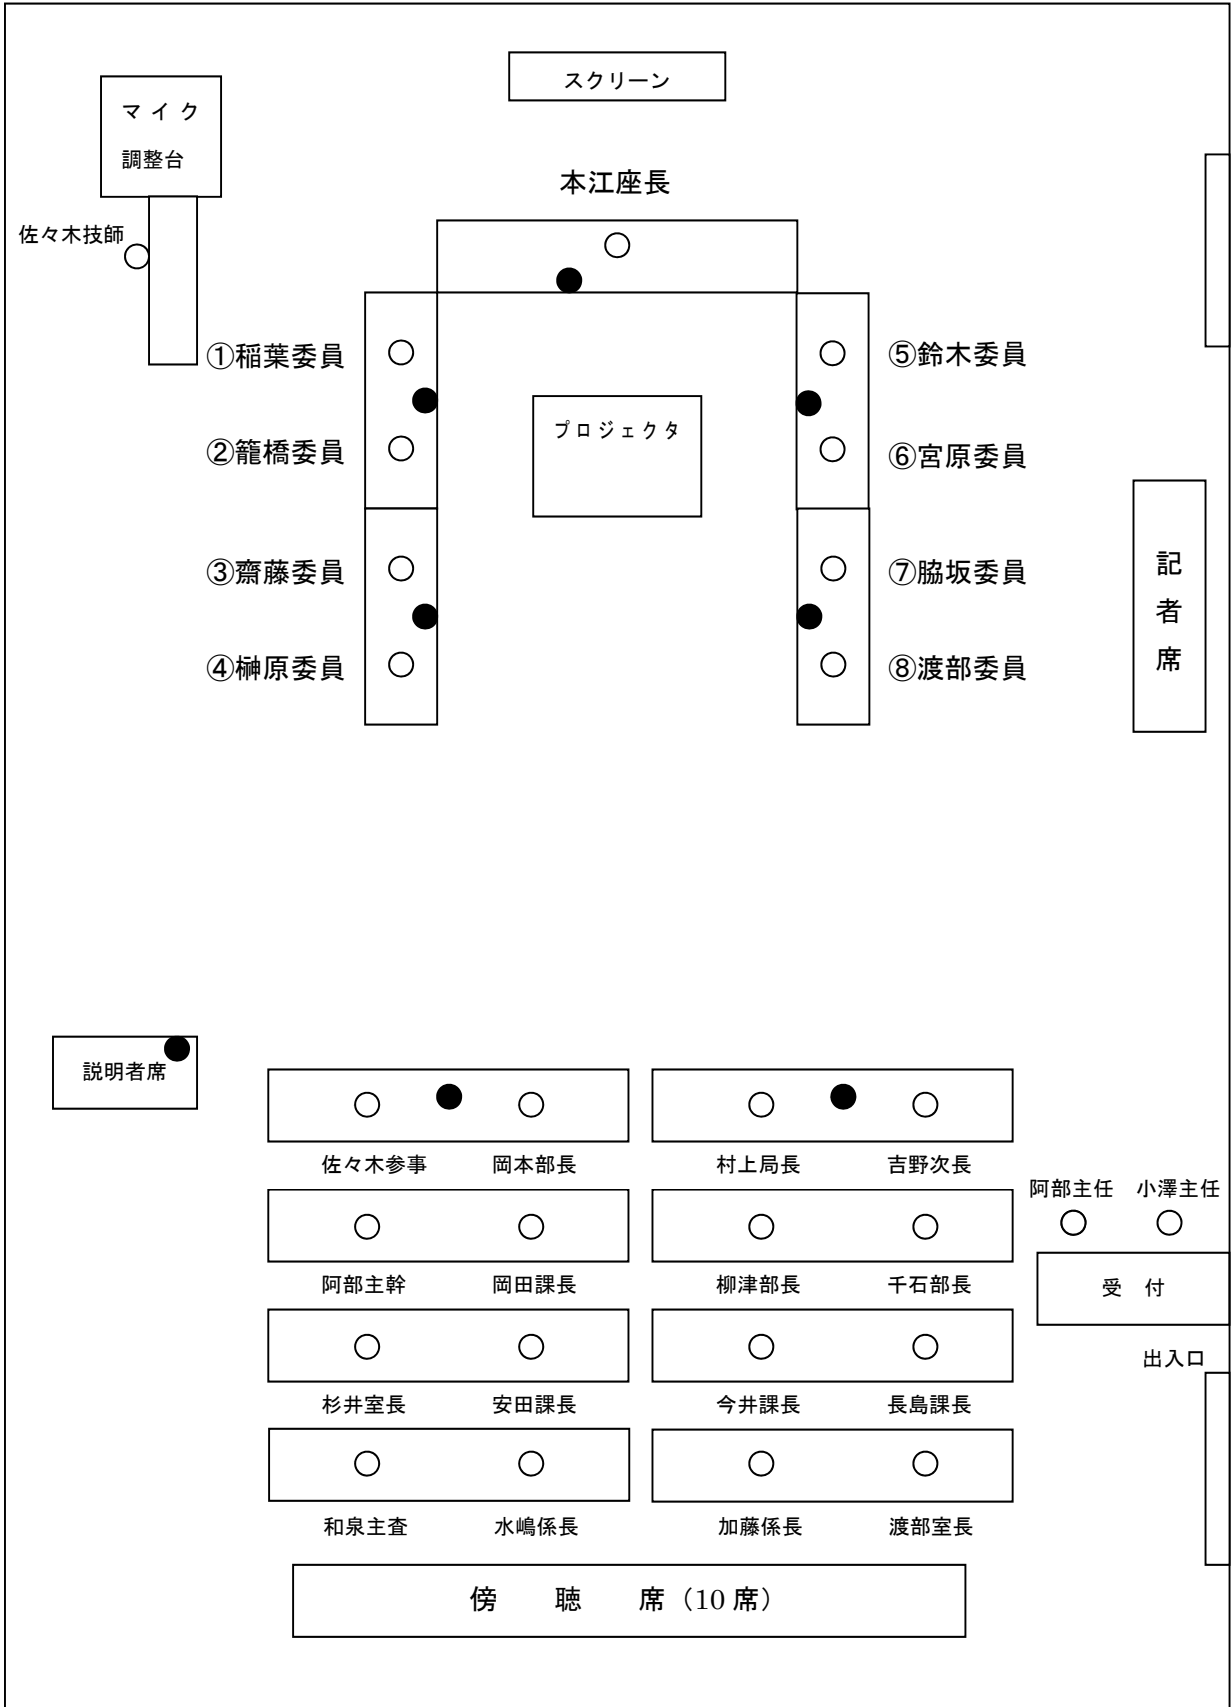 スクリーン
マイク
調整台
本江座長
佐々木技師
①稲葉委員
⑤鈴木委員
プロジェクタ
②籠橋委員
⑥宮原委員
③齋藤委員
⑦脇坂委員
記者席
④榊原委員
⑧渡部委員
説明者席
佐々木参事 岡本部長 村上局長 吉野次長
阿部主任 小澤主任
阿部主幹 岡田課長 柳津部長 千石部長
受 付
出入口
杉井室長 安田課長 今井課長 長島課長
和泉主査 水嶋係長 加藤係長 渡部室長
傍 聴 席（10 席）